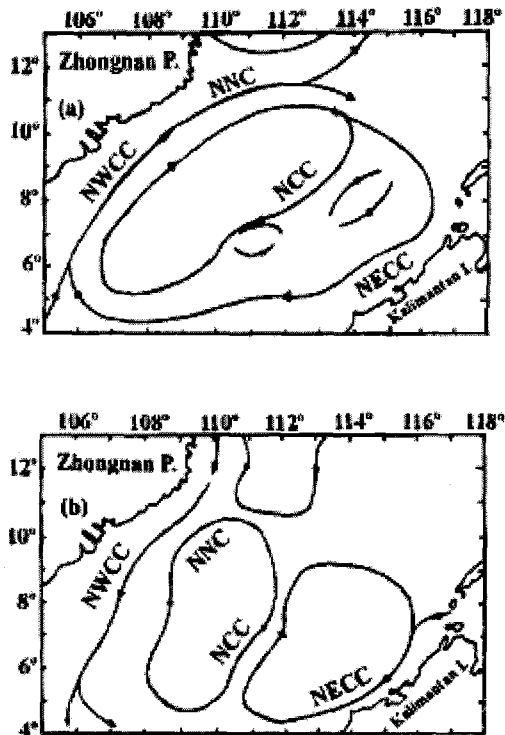 106° 108° 110° 112° 114° 116° 118°
12°
Zhongnan P.
NNC
(a)
10°
NWCC
NCC
8°
6°
NECC
Kalimantan I.
4°
106° 108° 110° 112° 114° 116° 118°
12°
Zhongnan P.
(b)
10°
NNC
NWCC
8°
NCC
6°
NECC
Kalimantan I.
4°